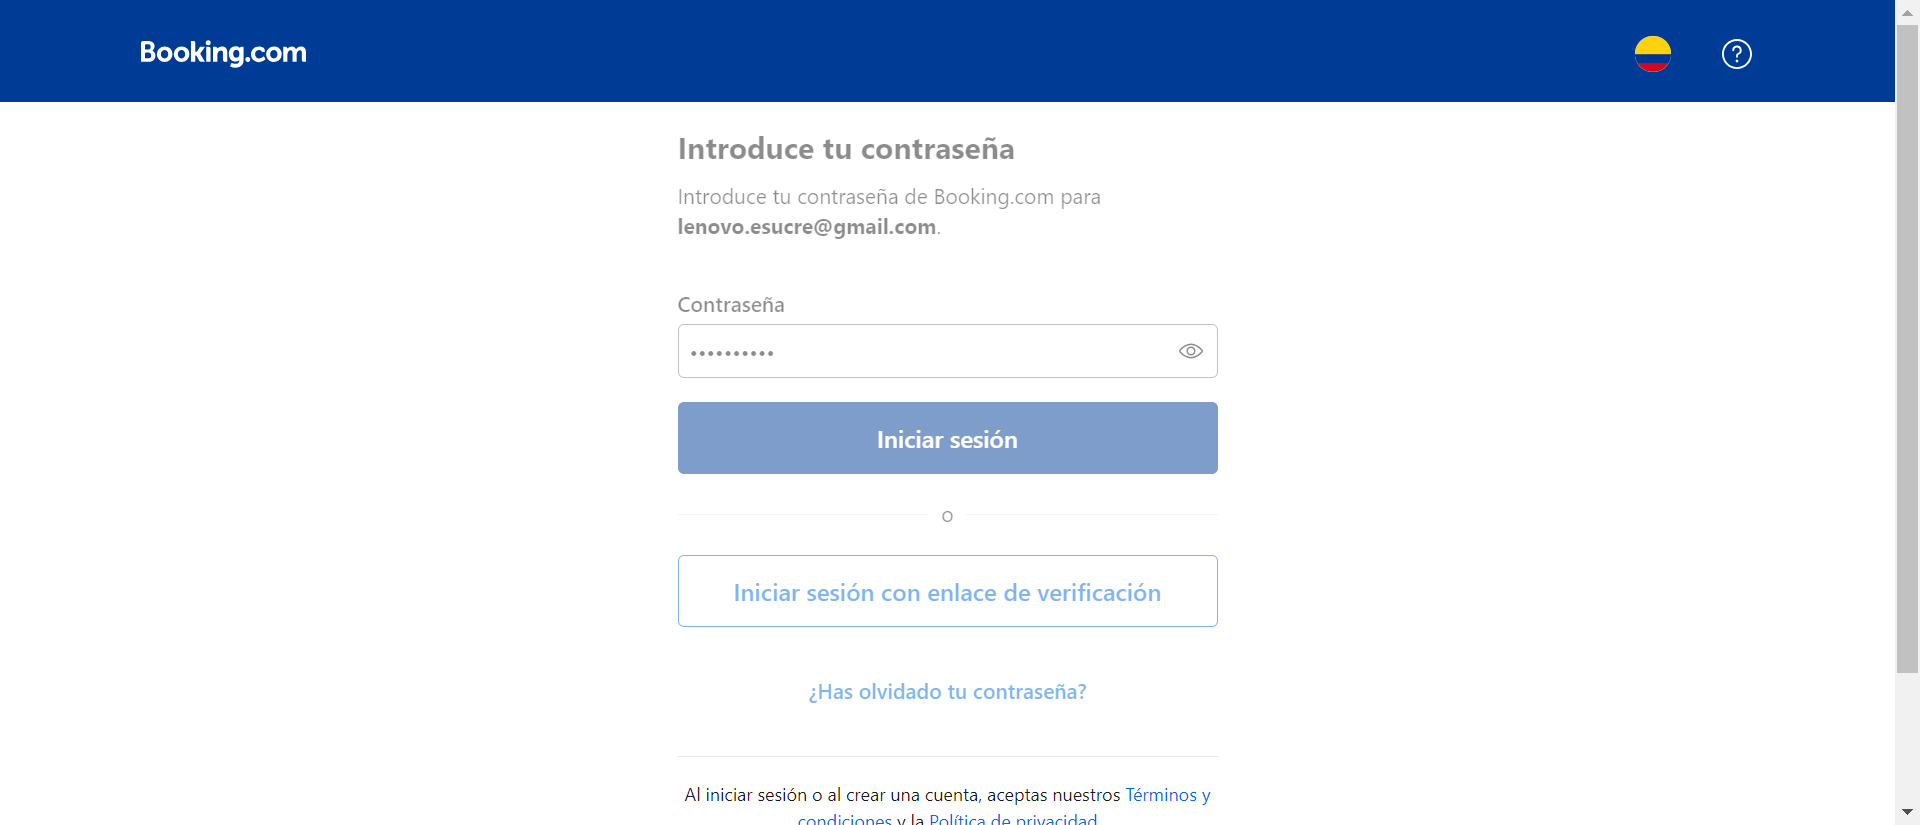 Booking.com
Introduce tu contraseña
Introduce tu contraseña de Booking.com para
lenovo.esucre@gmail.com.
Contraseña
••••••••••
Iniciar sesión
o
Iniciar sesión con enlace de verificación
¿Has olvidado tu contraseña?
Al iniciar sesión o al crear una cuenta, aceptas nuestros Términos y
condiciones y la Política de privacidad